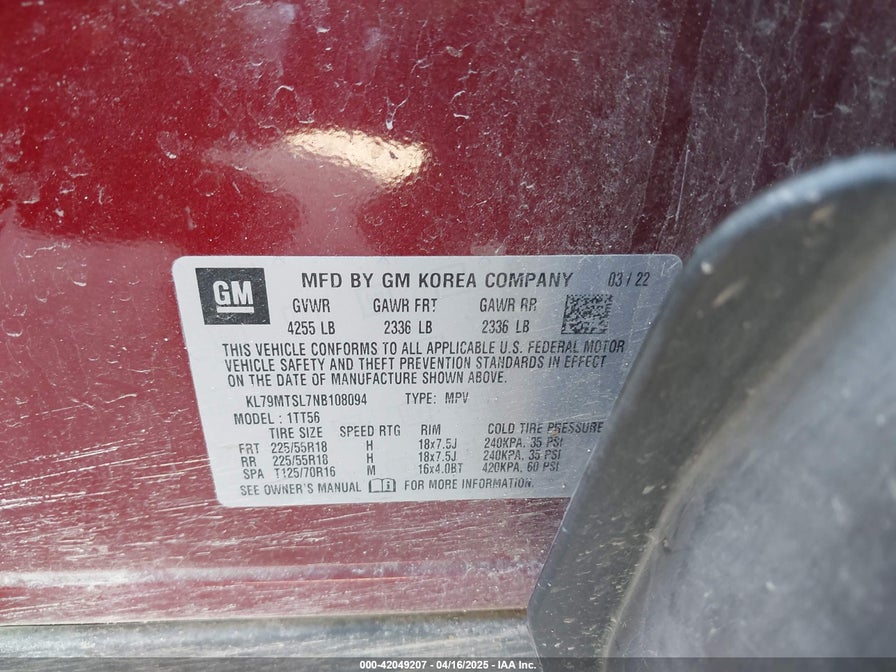 GM
MFD BY GM KOREA COMPANY 03/22
GVWR GAWR FRT GAWR RR
4255 LB 2336 LB 2336 LB
THIS VEHICLE CONFORMS TO ALL APPLICABLE U.S. FEDERAL MOTOR
VEHICLE SAFETY AND THEFT PREVENTION STANDARDS IN EFFECT
ON THE DATE OF MANUFACTURE SHOWN ABOVE.
KL79MTSL7NB108094 TYPE: MPV
MODEL: 1TT56
TIRE SIZE SPEED RTG RIM COLD TIRE PRESSURE
FRT 225/55R18 H 18x7.5J 240KPA, 35 PSI
RR 225/55R18 H 18x7.5J 240KPA, 35 PSI
SPA T125/70R16 M 16x4.0BT 420KPA, 60 PSI
SEE OWNER'S MANUAL FOR MORE INFORMATION.
000-42049207 - 04/16/2025 - IAA Inc.